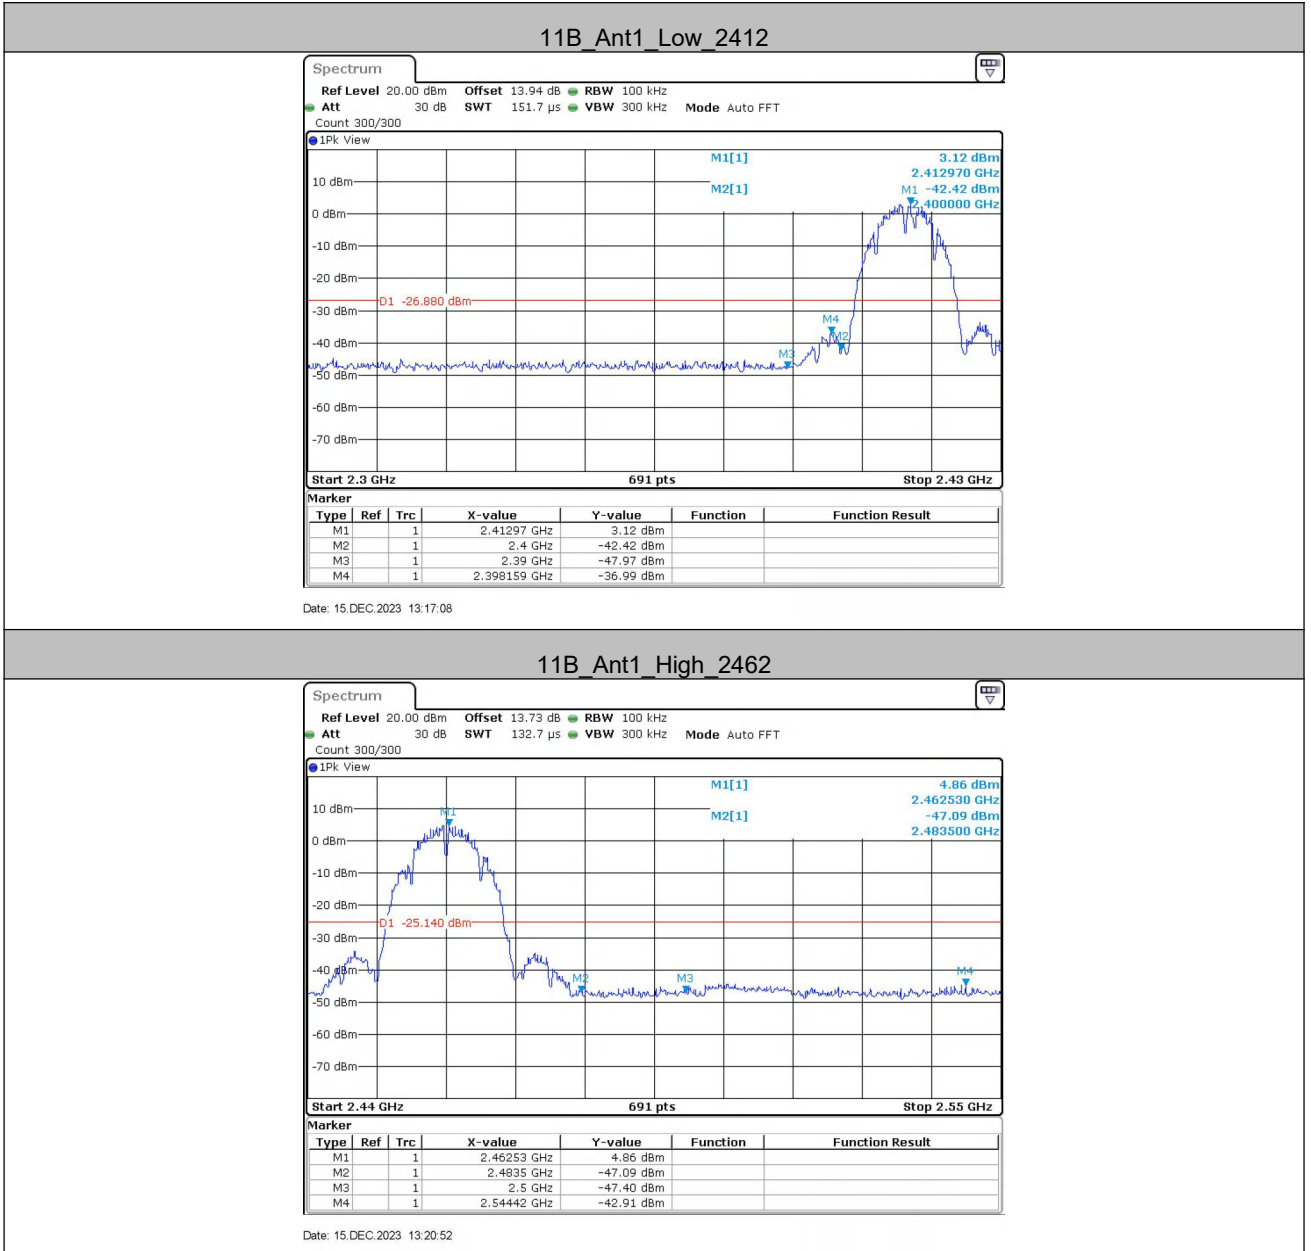 11B_Ant1_Low_2412
Spectrum
Ref Level 20.00 dBm Offset 13.94 dB RBW 100 kHz
Att 30 dB SWT 151.7 µs VBW 300 kHz Mode Auto FFT
Count 300/300
1Pk View
M1[1] 3.12 dBm
2.412970 GHz
M2[1] -42.42 dBm
2.400000 GHz
M1
10 dBm
0 dBm
-10 dBm
-20 dBm
D1 -26.880 dBm
-30 dBm
M4
M2
-40 dBm
M3
-50 dBm
-60 dBm
-70 dBm
Start 2.3 GHz 691 pts Stop 2.43 GHz
Marker
Type Ref Trc X-value Y-value Function Function Result
M1 1 2.41297 GHz 3.12 dBm
M2 1 2.4 GHz -42.42 dBm
M3 1 2.39 GHz -47.97 dBm
M4 1 2.398159 GHz -36.99 dBm
Date: 15.DEC.2023 13:17:08
11B_Ant1_High_2462
Spectrum
Ref Level 20.00 dBm Offset 13.73 dB RBW 100 kHz
Att 30 dB SWT 132.7 µs VBW 300 kHz Mode Auto FFT
Count 300/300
1Pk View
M1[1] 4.86 dBm
2.462530 GHz
M2[1] -47.09 dBm
2.483500 GHz
10 dBm
M1
0 dBm
-10 dBm
-20 dBm
D1 -25.140 dBm
-30 dBm
-40 dBm
M2 M3 M4
-50 dBm
-60 dBm
-70 dBm
Start 2.44 GHz 691 pts Stop 2.55 GHz
Marker
Type Ref Trc X-value Y-value Function Function Result
M1 1 2.46253 GHz 4.86 dBm
M2 1 2.4835 GHz -47.09 dBm
M3 1 2.5 GHz -47.40 dBm
M4 1 2.54442 GHz -42.91 dBm
Date: 15.DEC.2023 13:20:52